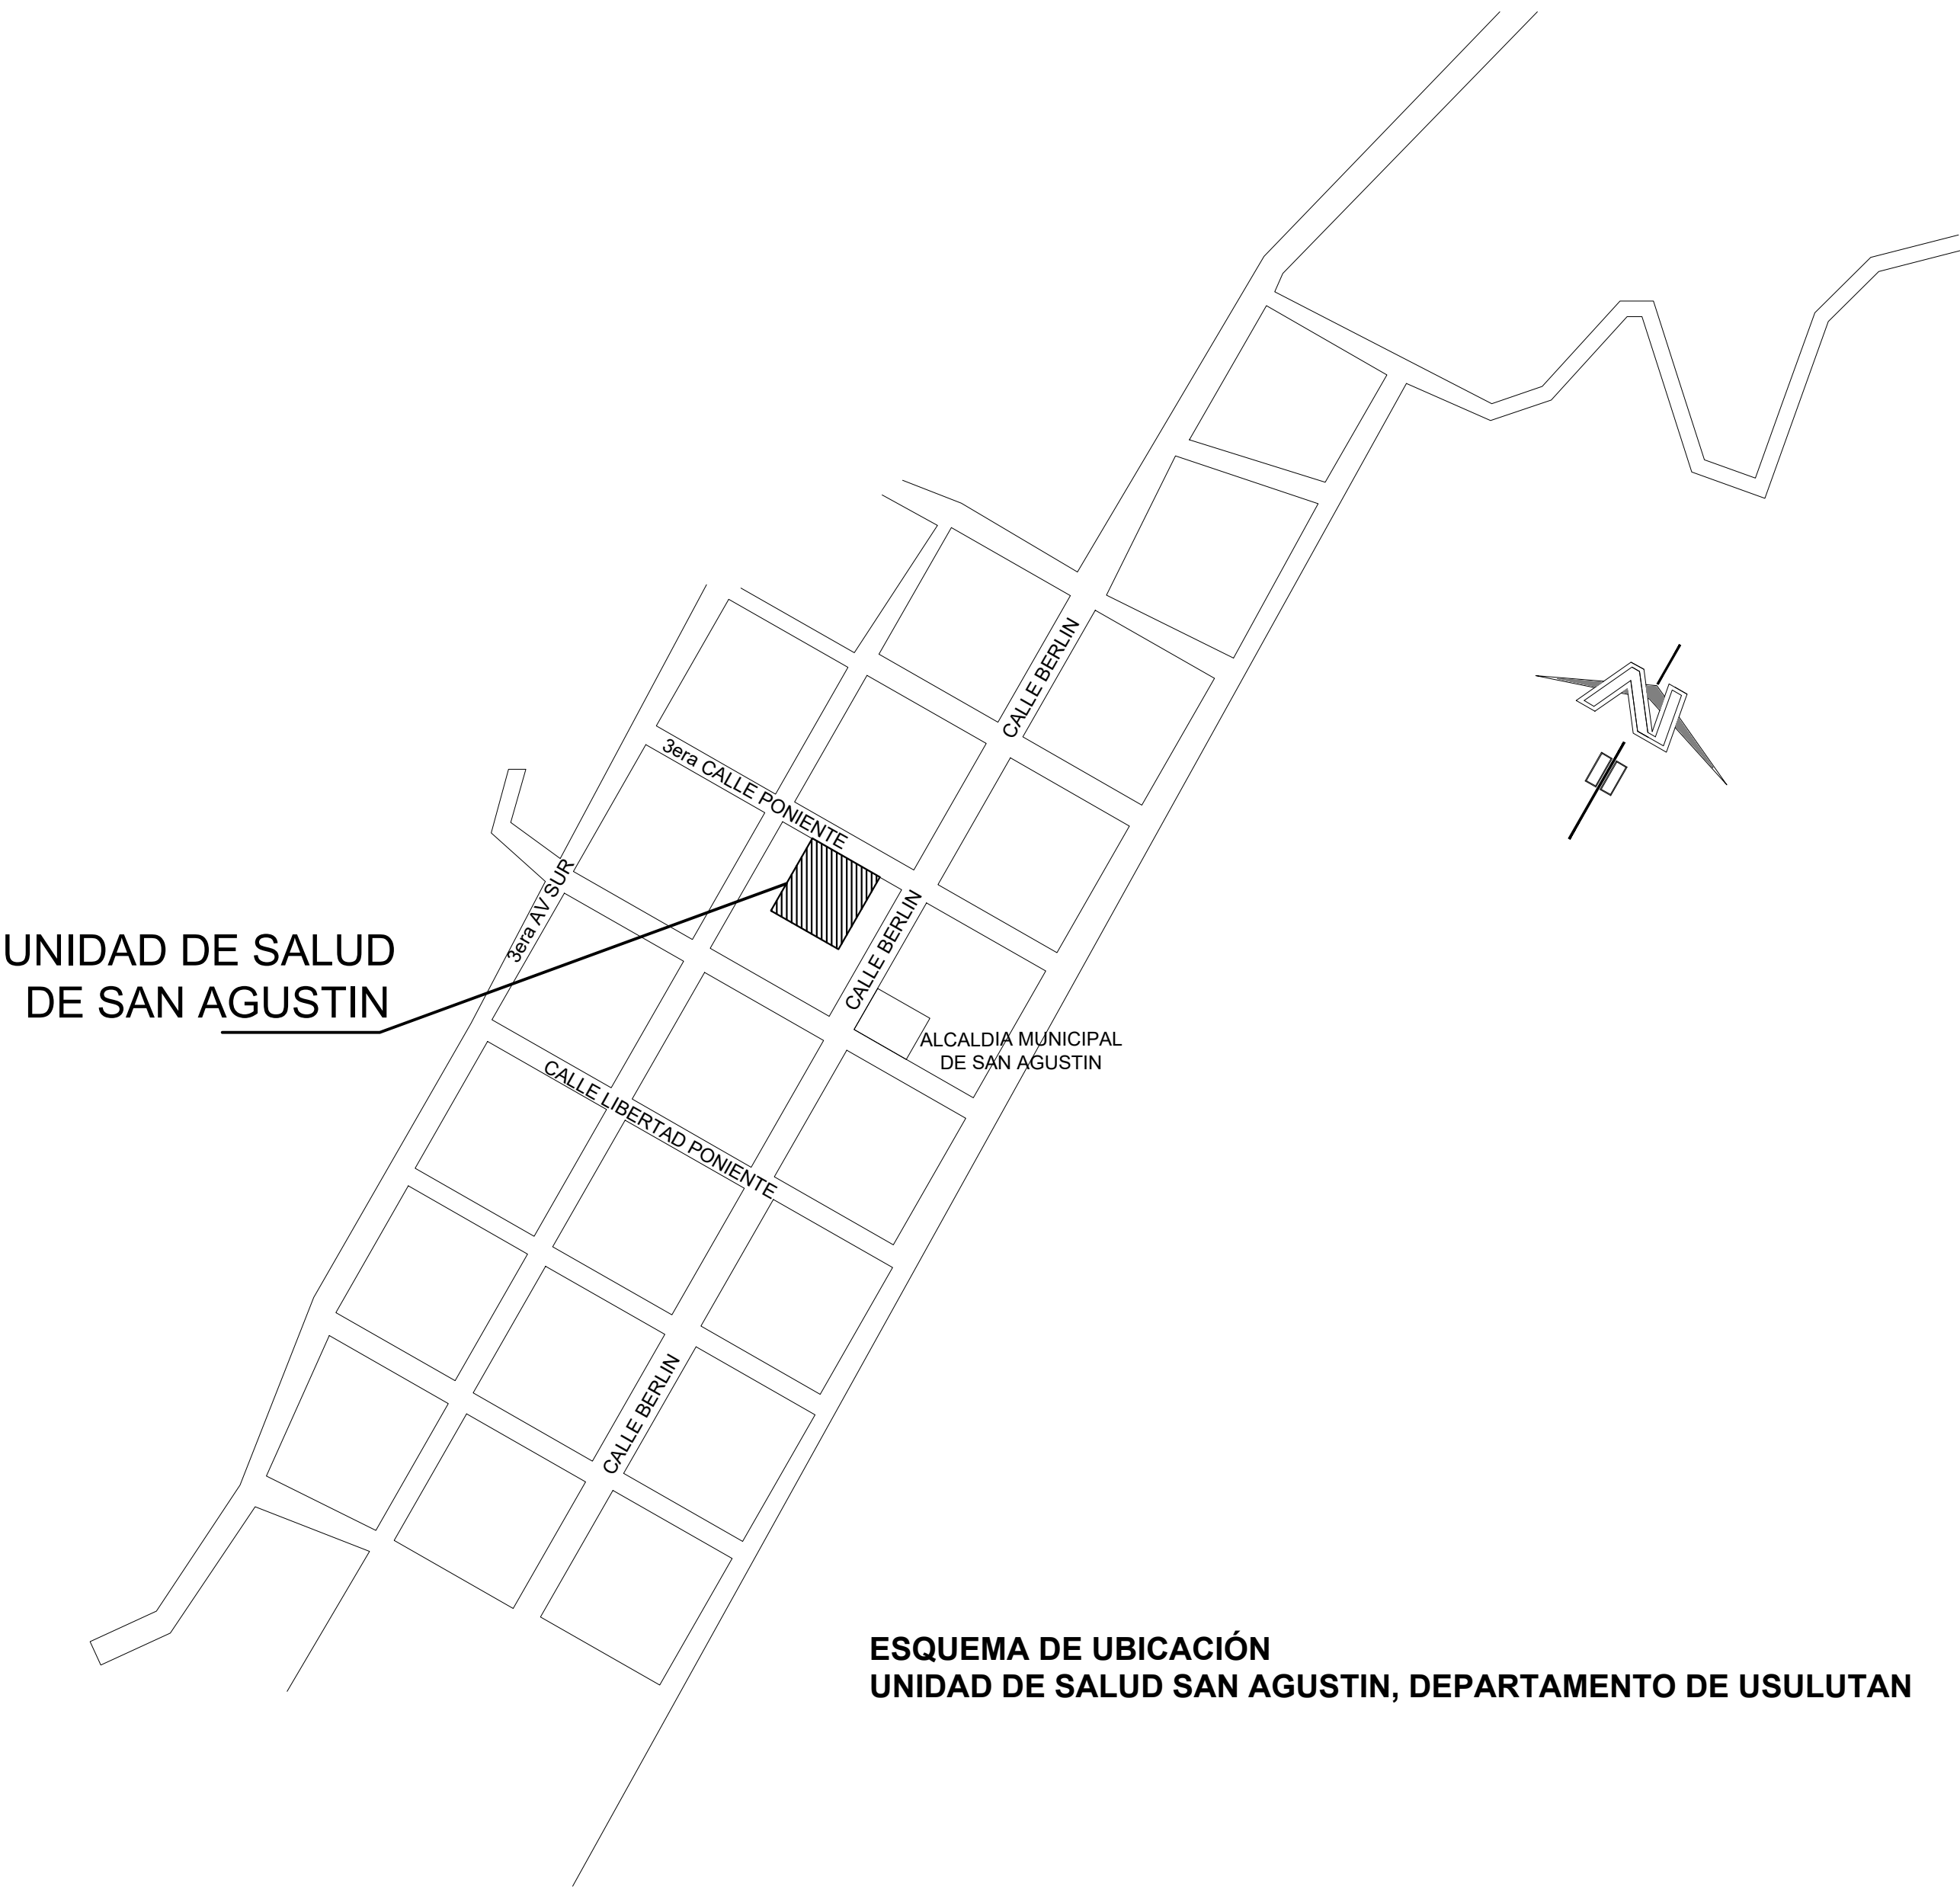 CALLE BERLIN
3era CALLE PONIENTE
3era AV SUR
CALLE BERLIN
UNIDAD DE SALUD
DE SAN AGUSTIN
ALCALDIA MUNICIPAL
DE SAN AGUSTIN
CALLE LIBERTAD PONIENTE
CALLE BERLIN
ESQUEMA DE UBICACIÓN
UNIDAD DE SALUD SAN AGUSTIN, DEPARTAMENTO DE USULUTAN
N